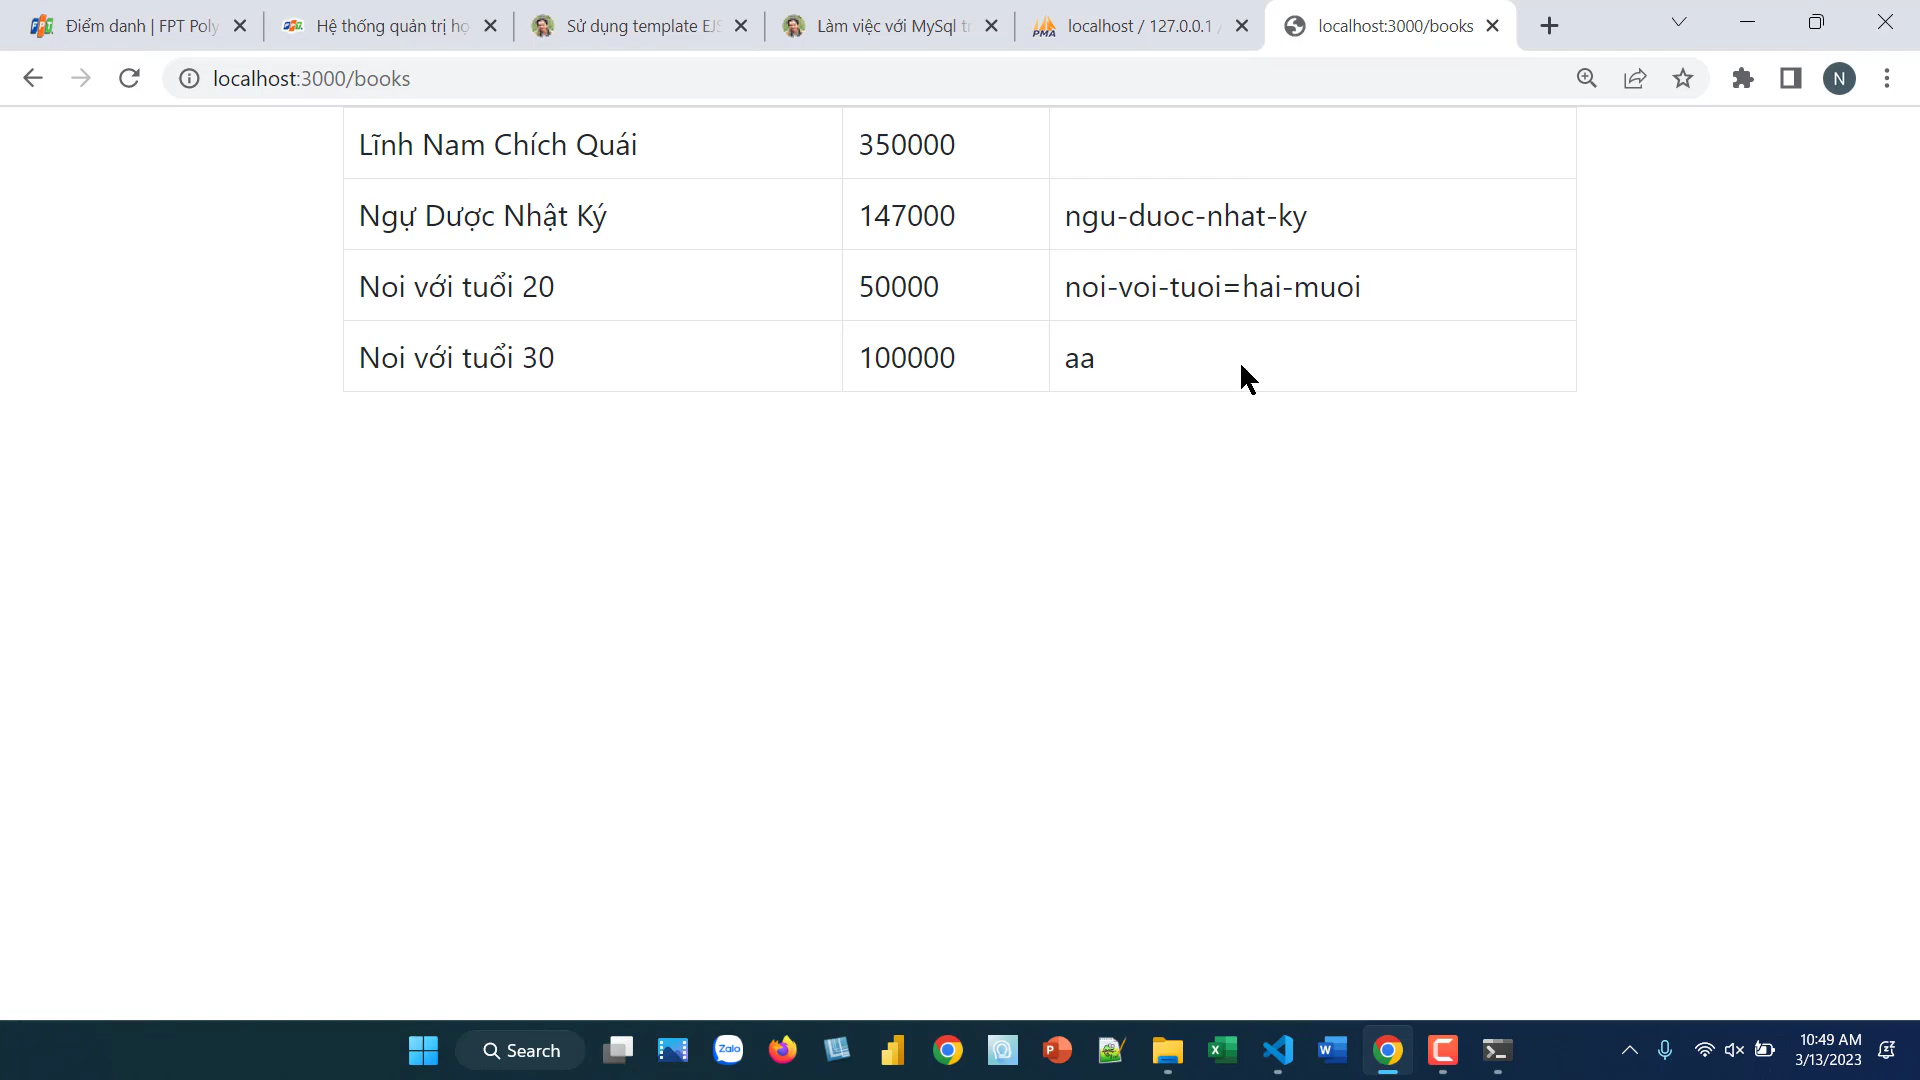 Điểm danh | FPT Poly
Hệ thống quản trị họ
Sử dụng template EJS
Làm việc với MySql tr
localhost / 127.0.0.1 /
localhost:3000/books
localhost:3000/books
N
Lĩnh Nam Chích Quái 350000
Ngự Dược Nhật Ký 147000 ngu-duoc-nhat-ky
Noi với tuổi 20 50000 noi-voi-tuoi=hai-muoi
Noi với tuổi 30 100000 aa
Search
Zalo
10:49 AM
3/13/2023